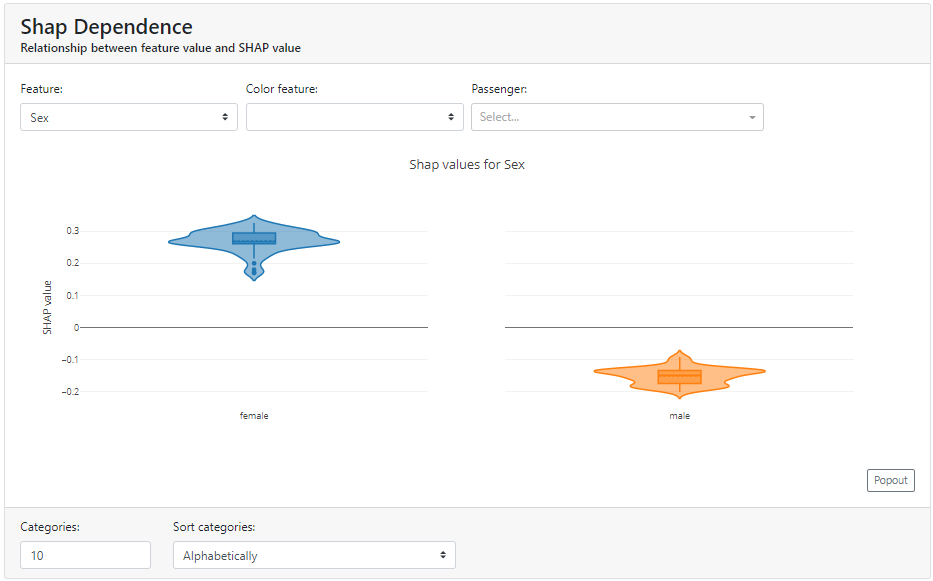 Shap Dependence
Relationship between feature value and SHAP value
Feature: Color feature: Passenger:
Sex Select...
Shap values for Sex
0.3
0.2
0.1
0
−0.1
−0.2
SHAP value
female male
Popout
Categories: Sort categories:
10 Alphabetically